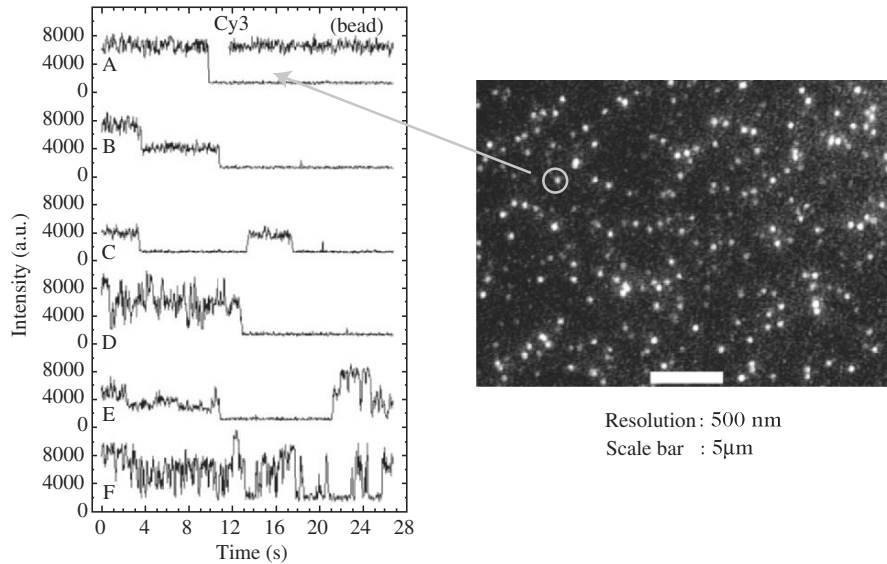 Cy3 (bead)
8000
4000
A
0
8000
4000
B
0
8000
4000
C
0
8000
4000
D
0
8000
4000
E
0
8000
4000
F
0
0 4 8 12 16 20 24 28
Time (s)
Intensity (a.u.)
Resolution : 500 nm
Scale bar : 5μm